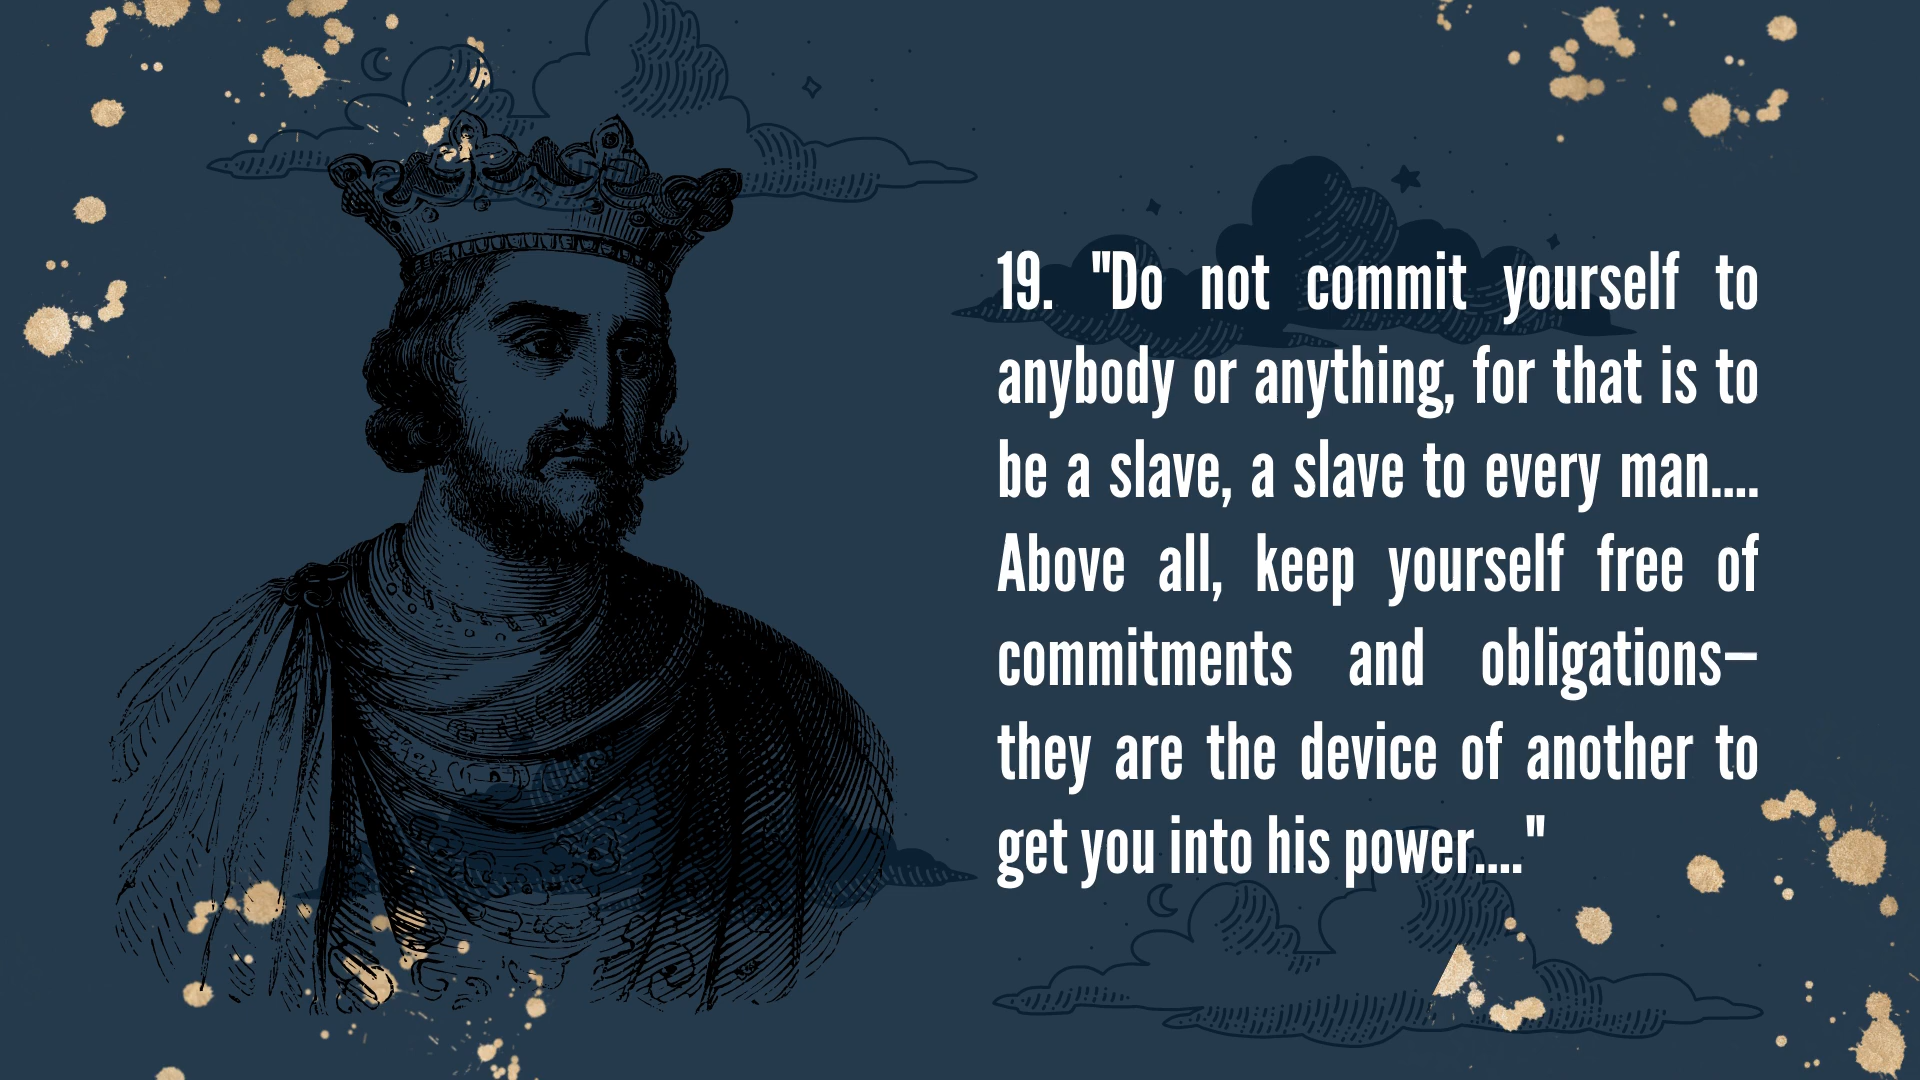 19. "Do not commit yourself to
anybody or anything, for that is to
be a slave, a slave to every man....
Above all, keep yourself free of
commitments and obligations—
they are the device of another to
get you into his power...."